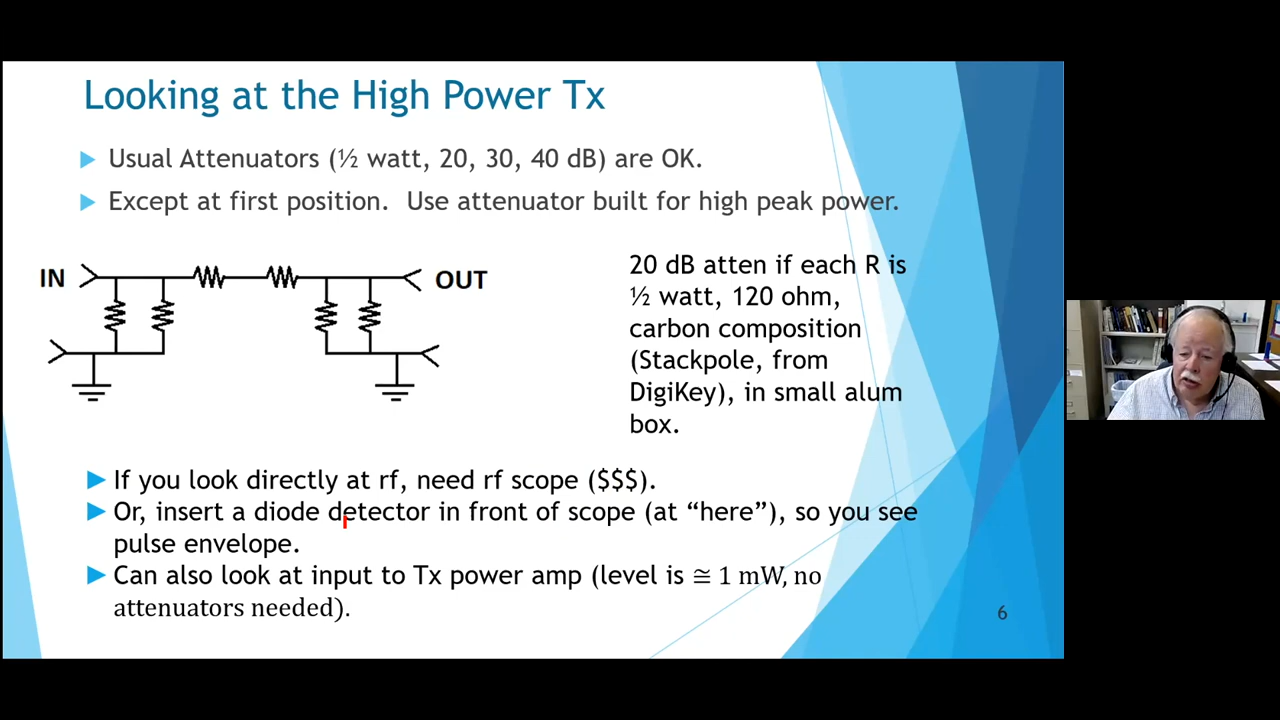 Looking at the High Power Tx
Usual Attenuators (½ watt, 20, 30, 40 dB) are OK.
Except at first position. Use attenuator built for high peak power.
IN
OUT
20 dB atten if each R is
½ watt, 120 ohm,
carbon composition
(Stackpole, from
DigiKey), in small alum
box.
If you look directly at rf, need rf scope ($$$).
Or, insert a diode detector in front of scope (at “here”), so you see
pulse envelope.
Can also look at input to Tx power amp (level is ≅ 1 mW, no
attenuators needed).
6